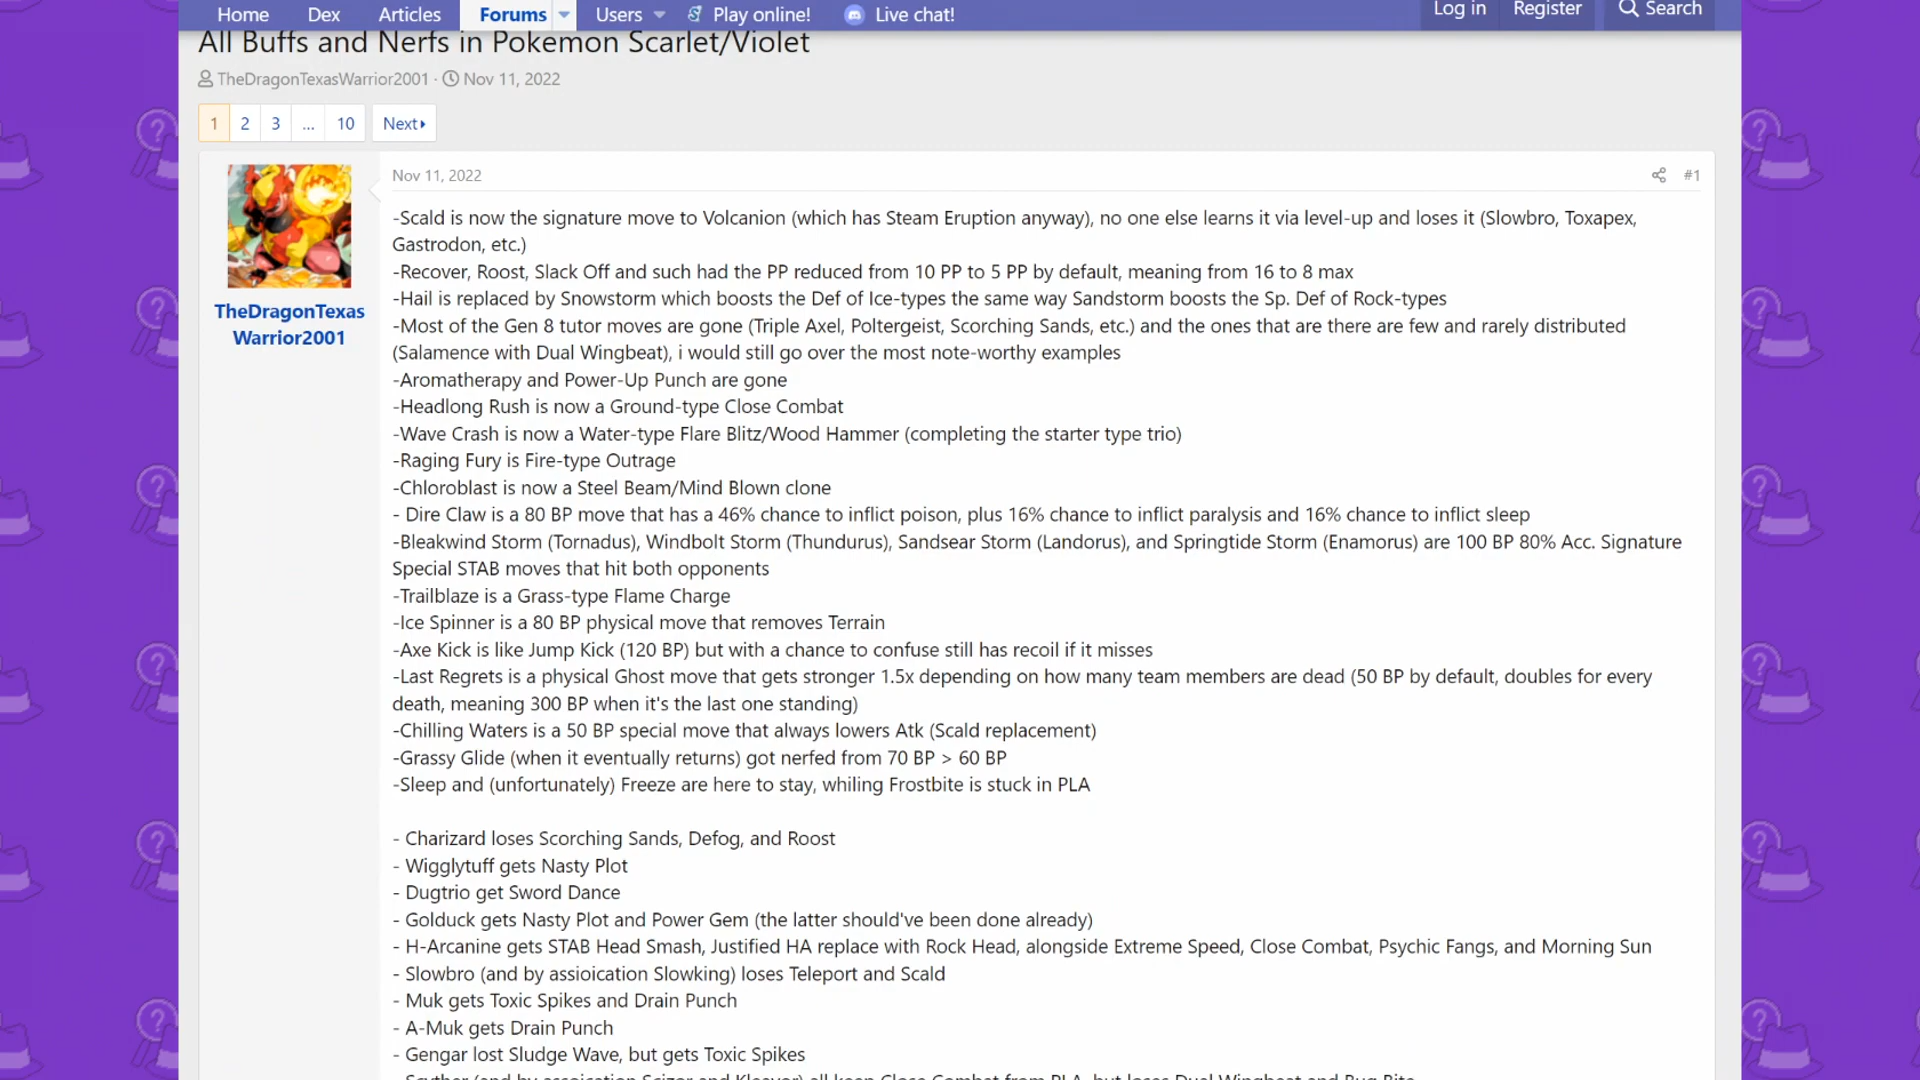 Home Dex Articles Forums Users Play online! Live chat! Log in Register Search
All Buffs and Nerfs in Pokemon Scarlet/Violet
TheDragonTexasWarrior2001 · Nov 11, 2022
1 2 3 ... 10 Next
Nov 11, 2022 #1
TheDragonTexas
Warrior2001
-Scald is now the signature move to Volcanion (which has Steam Eruption anyway), no one else learns it via level-up and loses it (Slowbro, Toxapex,
Gastrodon, etc.)
-Recover, Roost, Slack Off and such had the PP reduced from 10 PP to 5 PP by default, meaning from 16 to 8 max
-Hail is replaced by Snowstorm which boosts the Def of Ice-types the same way Sandstorm boosts the Sp. Def of Rock-types
-Most of the Gen 8 tutor moves are gone (Triple Axel, Poltergeist, Scorching Sands, etc.) and the ones that are there are few and rarely distributed
(Salamence with Dual Wingbeat), i would still go over the most note-worthy examples
-Aromatherapy and Power-Up Punch are gone
-Headlong Rush is now a Ground-type Close Combat
-Wave Crash is now a Water-type Flare Blitz/Wood Hammer (completing the starter type trio)
-Raging Fury is Fire-type Outrage
-Chloroblast is now a Steel Beam/Mind Blown clone
- Dire Claw is a 80 BP move that has a 46% chance to inflict poison, plus 16% chance to inflict paralysis and 16% chance to inflict sleep
-Bleakwind Storm (Tornadus), Windbolt Storm (Thundurus), Sandsear Storm (Landorus), and Springtide Storm (Enamorus) are 100 BP 80% Acc. Signature
Special STAB moves that hit both opponents
-Trailblaze is a Grass-type Flame Charge
-Ice Spinner is a 80 BP physical move that removes Terrain
-Axe Kick is like Jump Kick (120 BP) but with a chance to confuse still has recoil if it misses
-Last Regrets is a physical Ghost move that gets stronger 1.5x depending on how many team members are dead (50 BP by default, doubles for every
death, meaning 300 BP when it's the last one standing)
-Chilling Waters is a 50 BP special move that always lowers Atk (Scald replacement)
-Grassy Glide (when it eventually returns) got nerfed from 70 BP > 60 BP
-Sleep and (unfortunately) Freeze are here to stay, whiling Frostbite is stuck in PLA
- Charizard loses Scorching Sands, Defog, and Roost
- Wigglytuff gets Nasty Plot
- Dugtrio get Sword Dance
- Golduck gets Nasty Plot and Power Gem (the latter should've been done already)
- H-Arcanine gets STAB Head Smash, Justified HA replace with Rock Head, alongside Extreme Speed, Close Combat, Psychic Fangs, and Morning Sun
- Slowbro (and by assioication Slowking) loses Teleport and Scald
- Muk gets Toxic Spikes and Drain Punch
- A-Muk gets Drain Punch
- Gengar lost Sludge Wave, but gets Toxic Spikes
- Scyther (and by assoication Scizor and Kleavor) all keep Close Combat from PLA, but loses Dual Wingbeat and Bug Bite